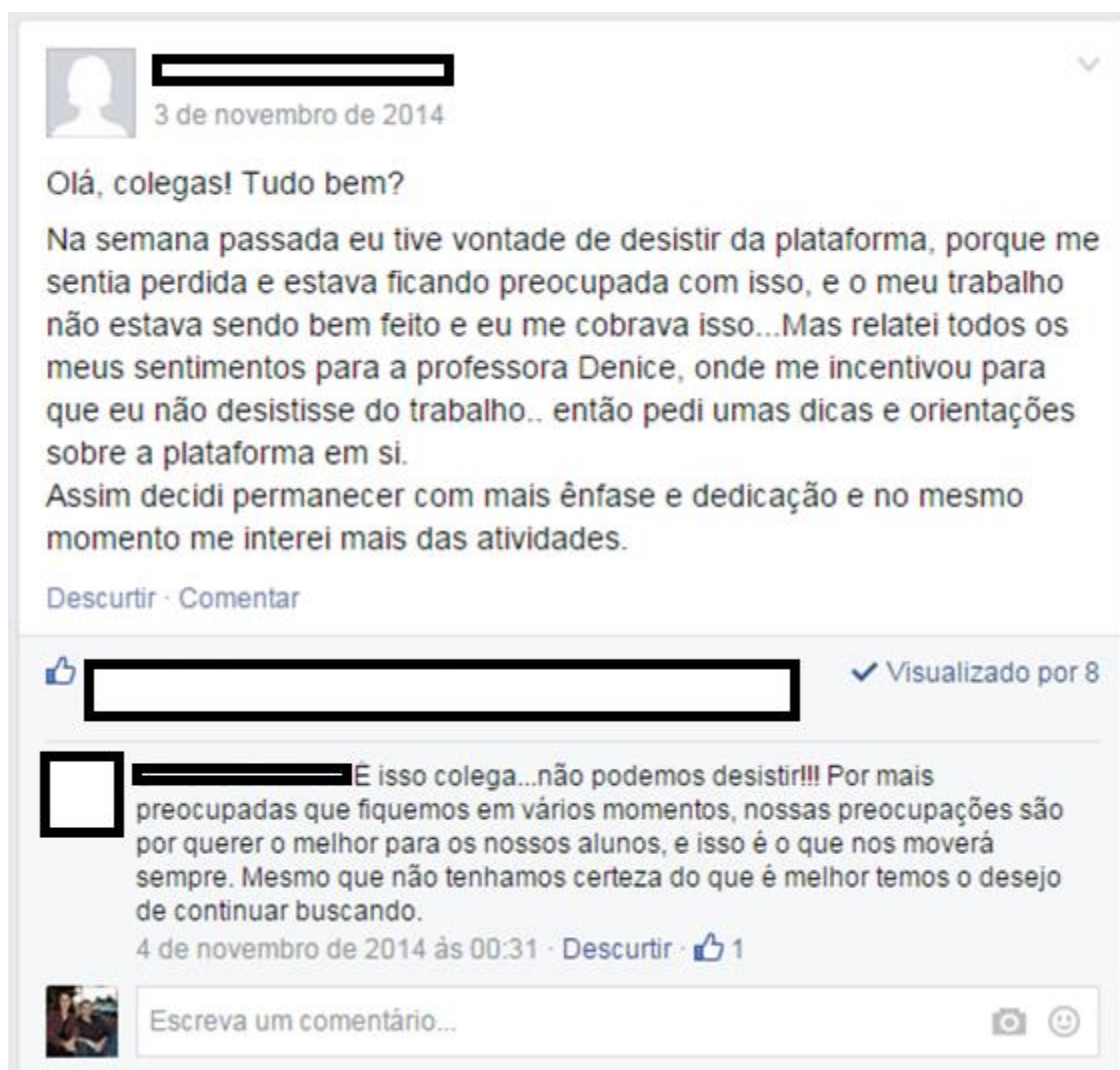 3 de novembro de 2014
Olá, colegas! Tudo bem?
Na semana passada eu tive vontade de desistir da plataforma, porque me
sentia perdida e estava ficando preocupada com isso, e o meu trabalho
não estava sendo bem feito e eu me cobrava isso...Mas relatei todos os
meus sentimentos para a professora Denice, onde me incentivou para
que eu não desistisse do trabalho.. então pedi umas dicas e orientações
sobre a plataforma em si.
Assim decidi permanecer com mais ênfase e dedicação e no mesmo
momento me interei mais das atividades.
Descurtir · Comentar
Visualizado por 8
É isso colega...não podemos desistir!!! Por mais
preocupadas que fiquemos em vários momentos, nossas preocupações são
por querer o melhor para os nossos alunos, e isso é o que nos moverá
sempre. Mesmo que não tenhamos certeza do que é melhor temos o desejo
de continuar buscando.
4 de novembro de 2014 às 00:31 · Descurtir · 1
Escreva um comentário...